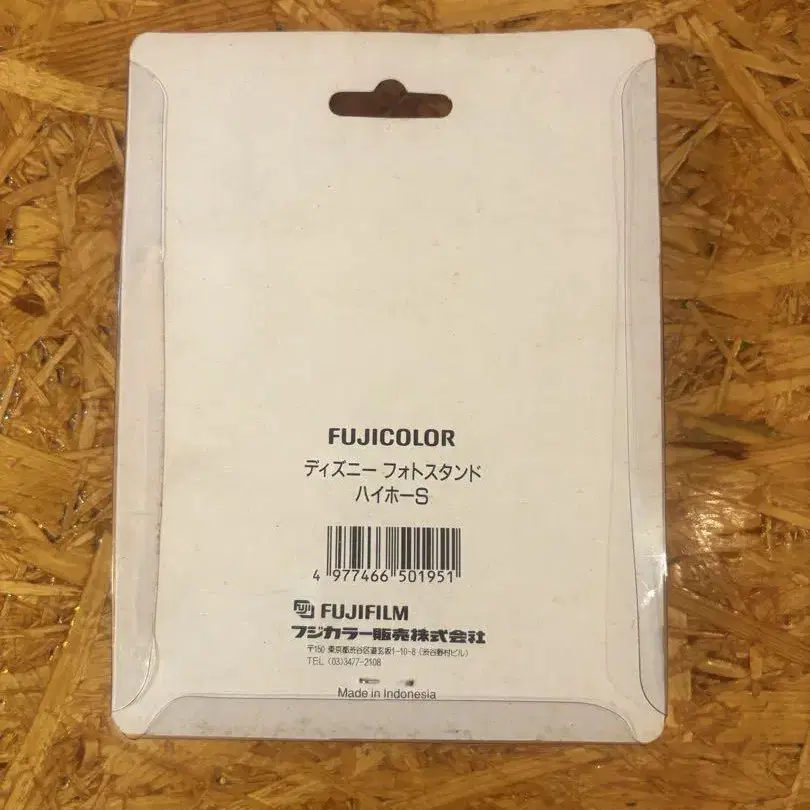 FUJICOLOR
ディズニー フォトスタンド
ハイホーS
4 977466 501951
Fuji FUJIFILM
フジカラー販売株式会社
〒150 東京都渋谷区道玄坂1-10-8 (渋谷野村ビル)
TEL (03)3477-2108
Made in Indonesia